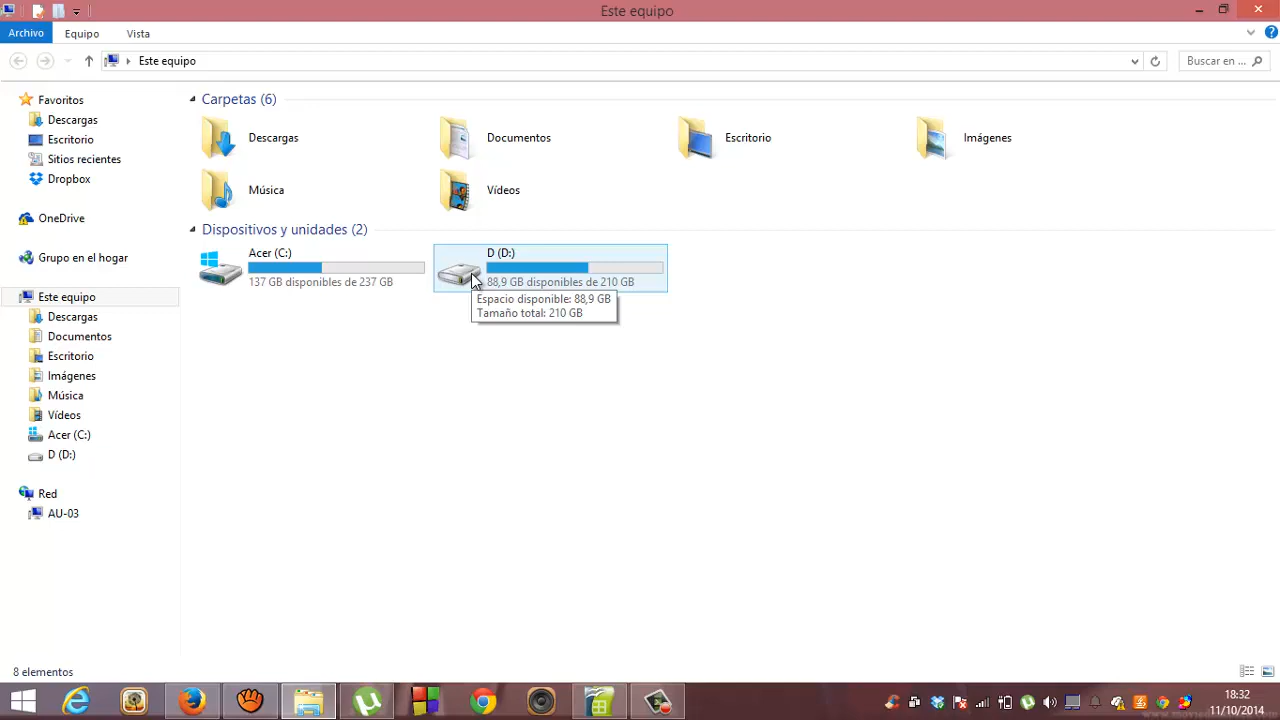 Este equipo
Archivo Equipo Vista
Este equipo Buscar en ...
Favoritos
Descargas
Escritorio
Sitios recientes
Dropbox
OneDrive
Grupo en el hogar
Este equipo
Descargas
Documentos
Escritorio
Imágenes
Música
Vídeos
Acer (C:)
D (D:)
Red
AU-03
Carpetas (6)
Descargas Documentos Escritorio Imágenes
Música Vídeos
Dispositivos y unidades (2)
Acer (C:)
137 GB disponibles de 237 GB
D (D:)
88,9 GB disponibles de 210 GB
Espacio disponible: 88,9 GB
Tamaño total: 210 GB
8 elementos
18:32
11/10/2014